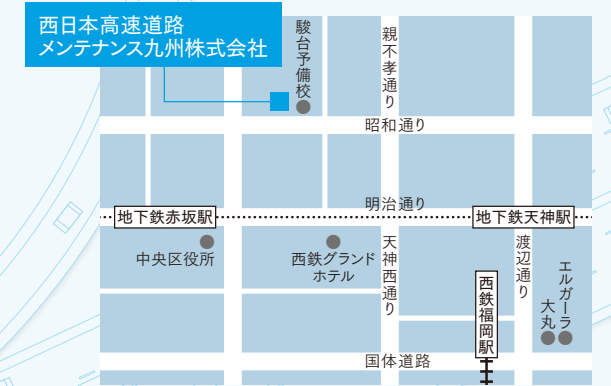 西日本高速道路
メンテナンス九州株式会社
駿台予備校
親不孝通り
昭和通り
明治通り
地下鉄赤坂駅
地下鉄天神駅
中央区役所
西鉄グランド
ホテル
天神西通り
渡辺通り
エルガーラ
大丸
西鉄福岡駅
国体道路